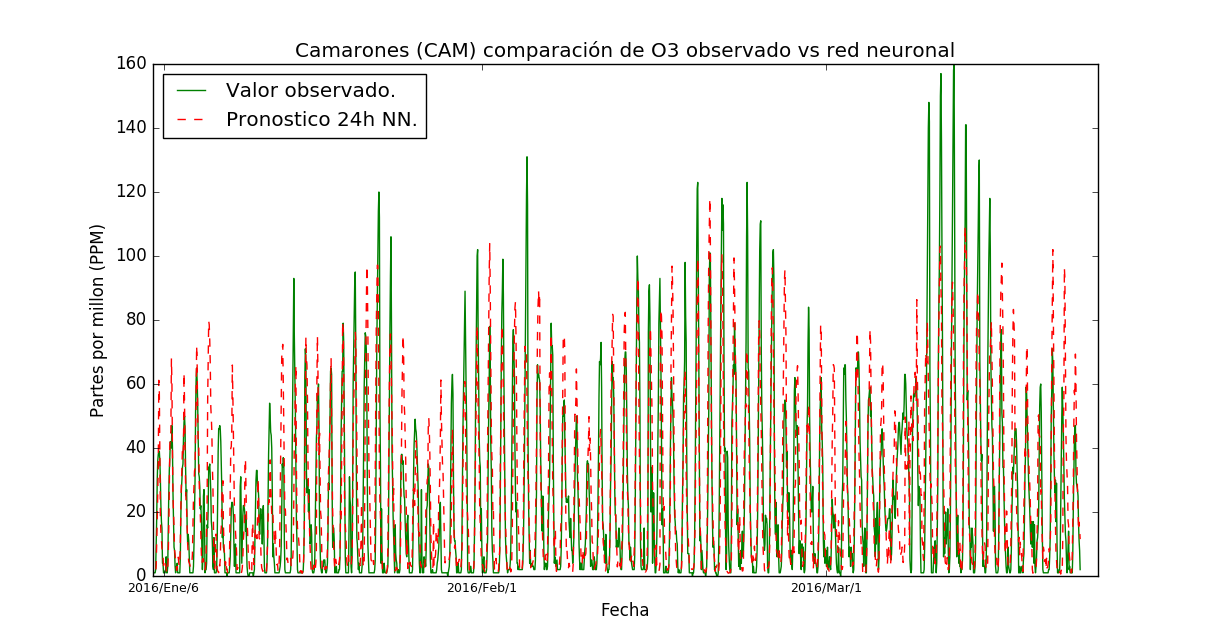 Camarones (CAM) comparación de O3 observado vs red neuronal
160
Valor observado.
Pronostico 24h NN.
140
120
100
80
60
40
20
0
Partes por millon (PPM)
2016/Ene/6 2016/Feb/1 2016/Mar/1
Fecha